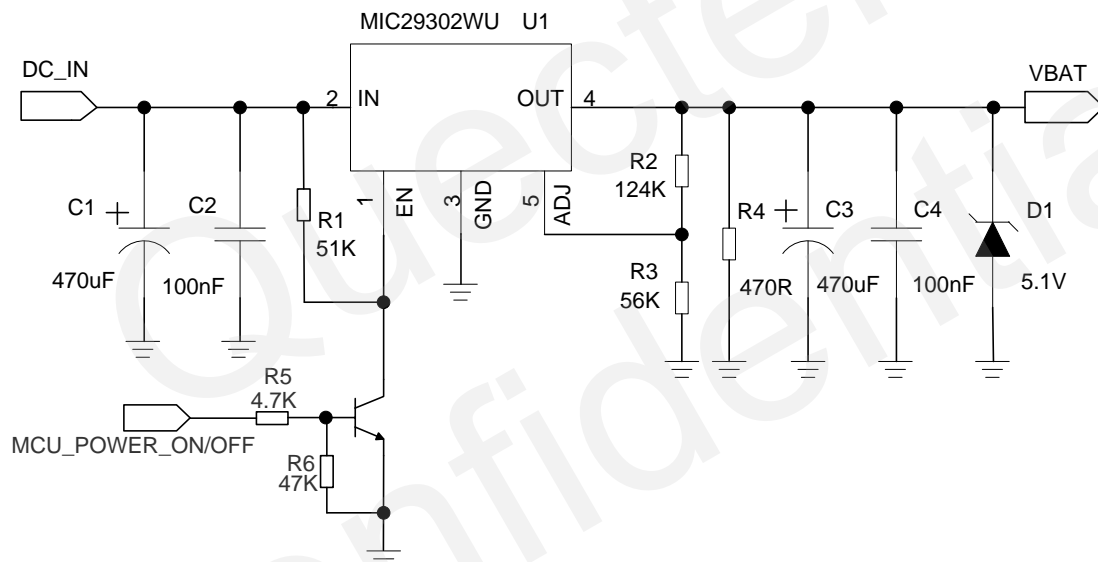 MIC29302WU U1
DC_IN
VBAT
2 IN
OUT 4
1
EN
3
GND
5
ADJ
C1 +
470uF
C2
100nF
R1
51K
R2
124K
R3
56K
R4
470R
+ C3
470uF
C4
100nF
D1
5.1V
R5
4.7K
MCU_POWER_ON/OFF
R6
47K
Quectel
Confidential